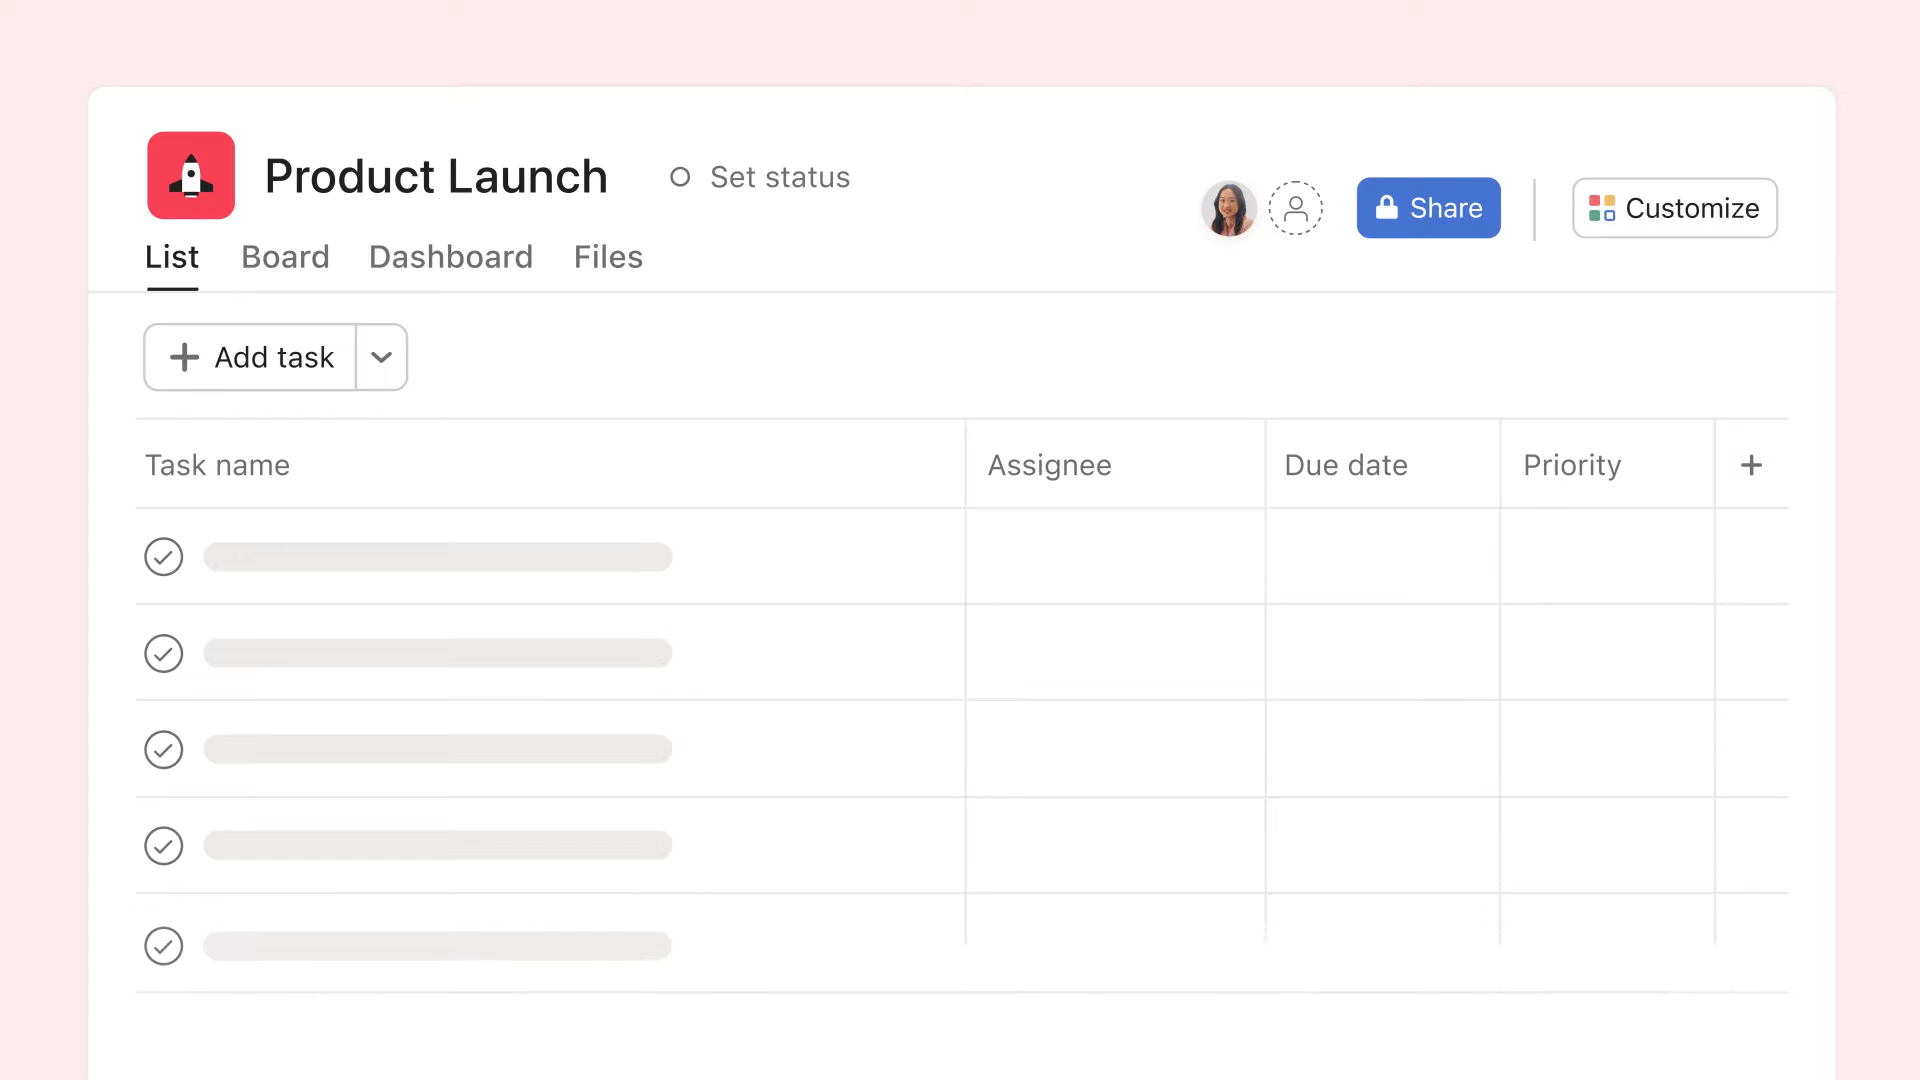 Product Launch
Set status
Share
Customize
List
Board
Dashboard
Files
Add task
Task name
Assignee
Due date
Priority